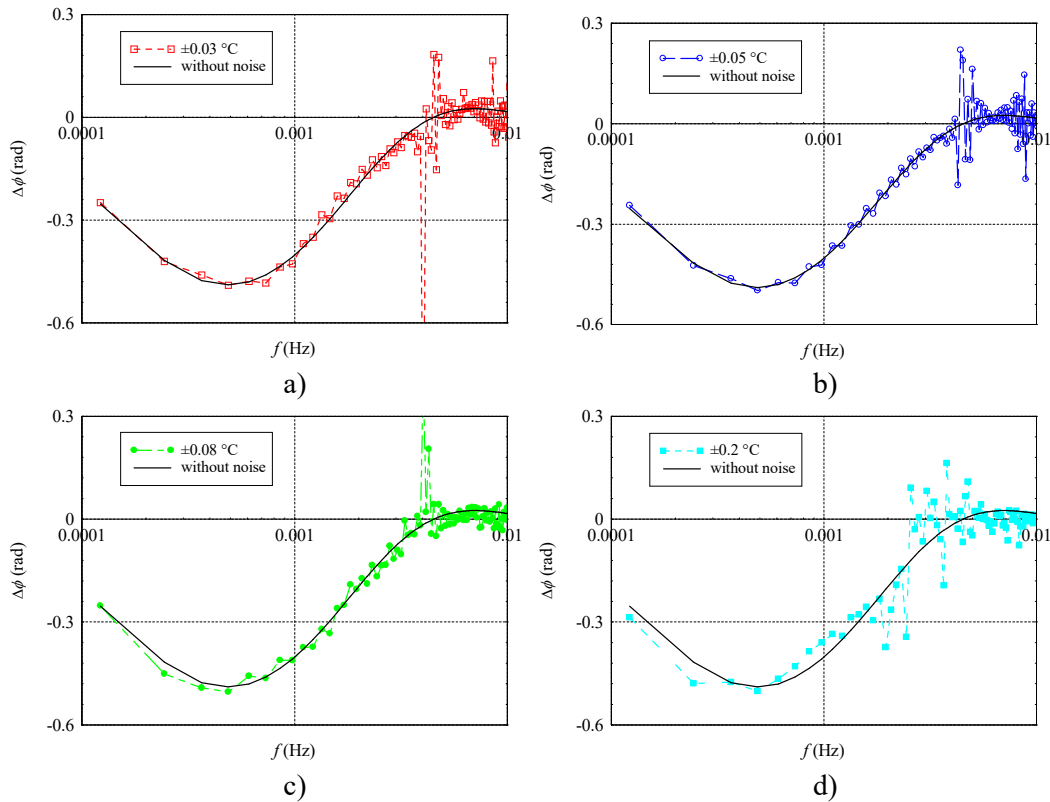 0.3
±0.03 °C
without noise
0
0.0001
0.001
0.01
Δϕ (rad)
-0.3
-0.6
f (Hz)
a)
0.3
±0.05 °C
without noise
0
0.0001
0.001
0.01
Δϕ (rad)
-0.3
-0.6
f (Hz)
b)
0.3
±0.08 °C
without noise
0
0.0001
0.001
0.01
Δϕ (rad)
-0.3
-0.6
f (Hz)
c)
0.3
±0.2 °C
without noise
0
0.0001
0.001
0.01
Δϕ (rad)
-0.3
-0.6
f (Hz)
d)